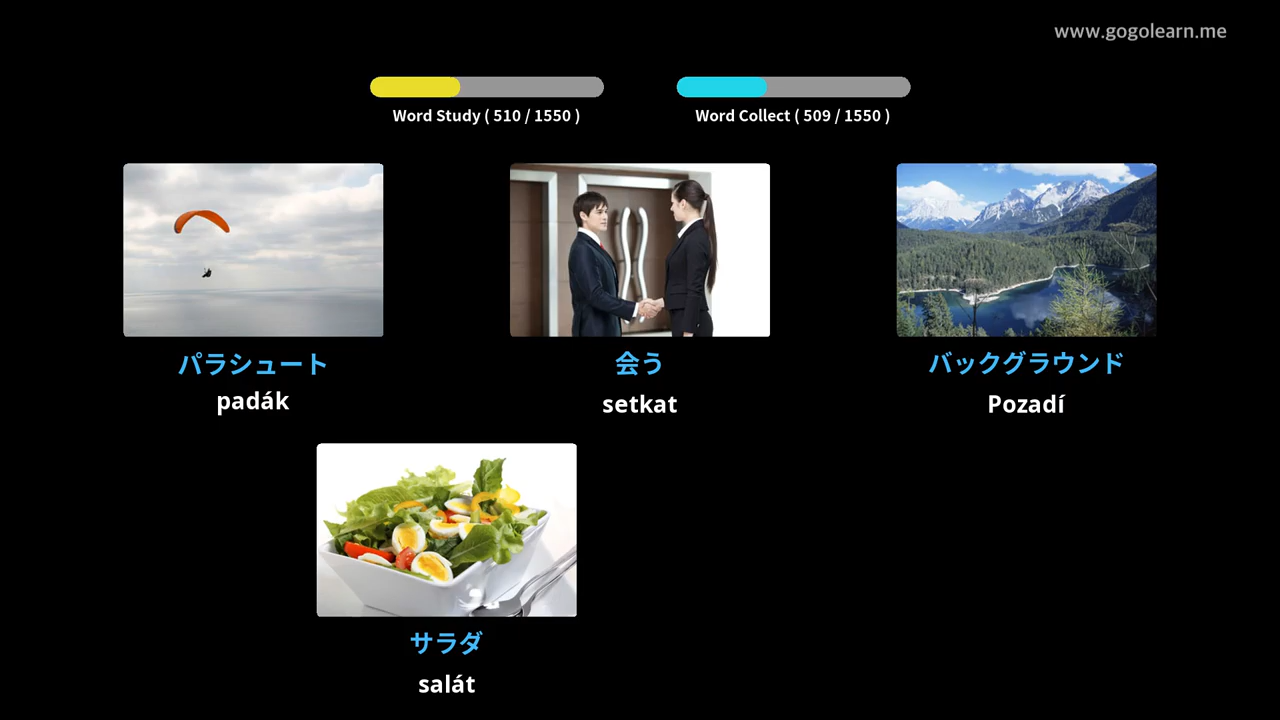 www.gogolearn.me
Word Study ( 510 / 1550 )
Word Collect ( 509 / 1550 )
パラシュート
padák
会う
setkat
バックグラウンド
Pozadí
サラダ
salát